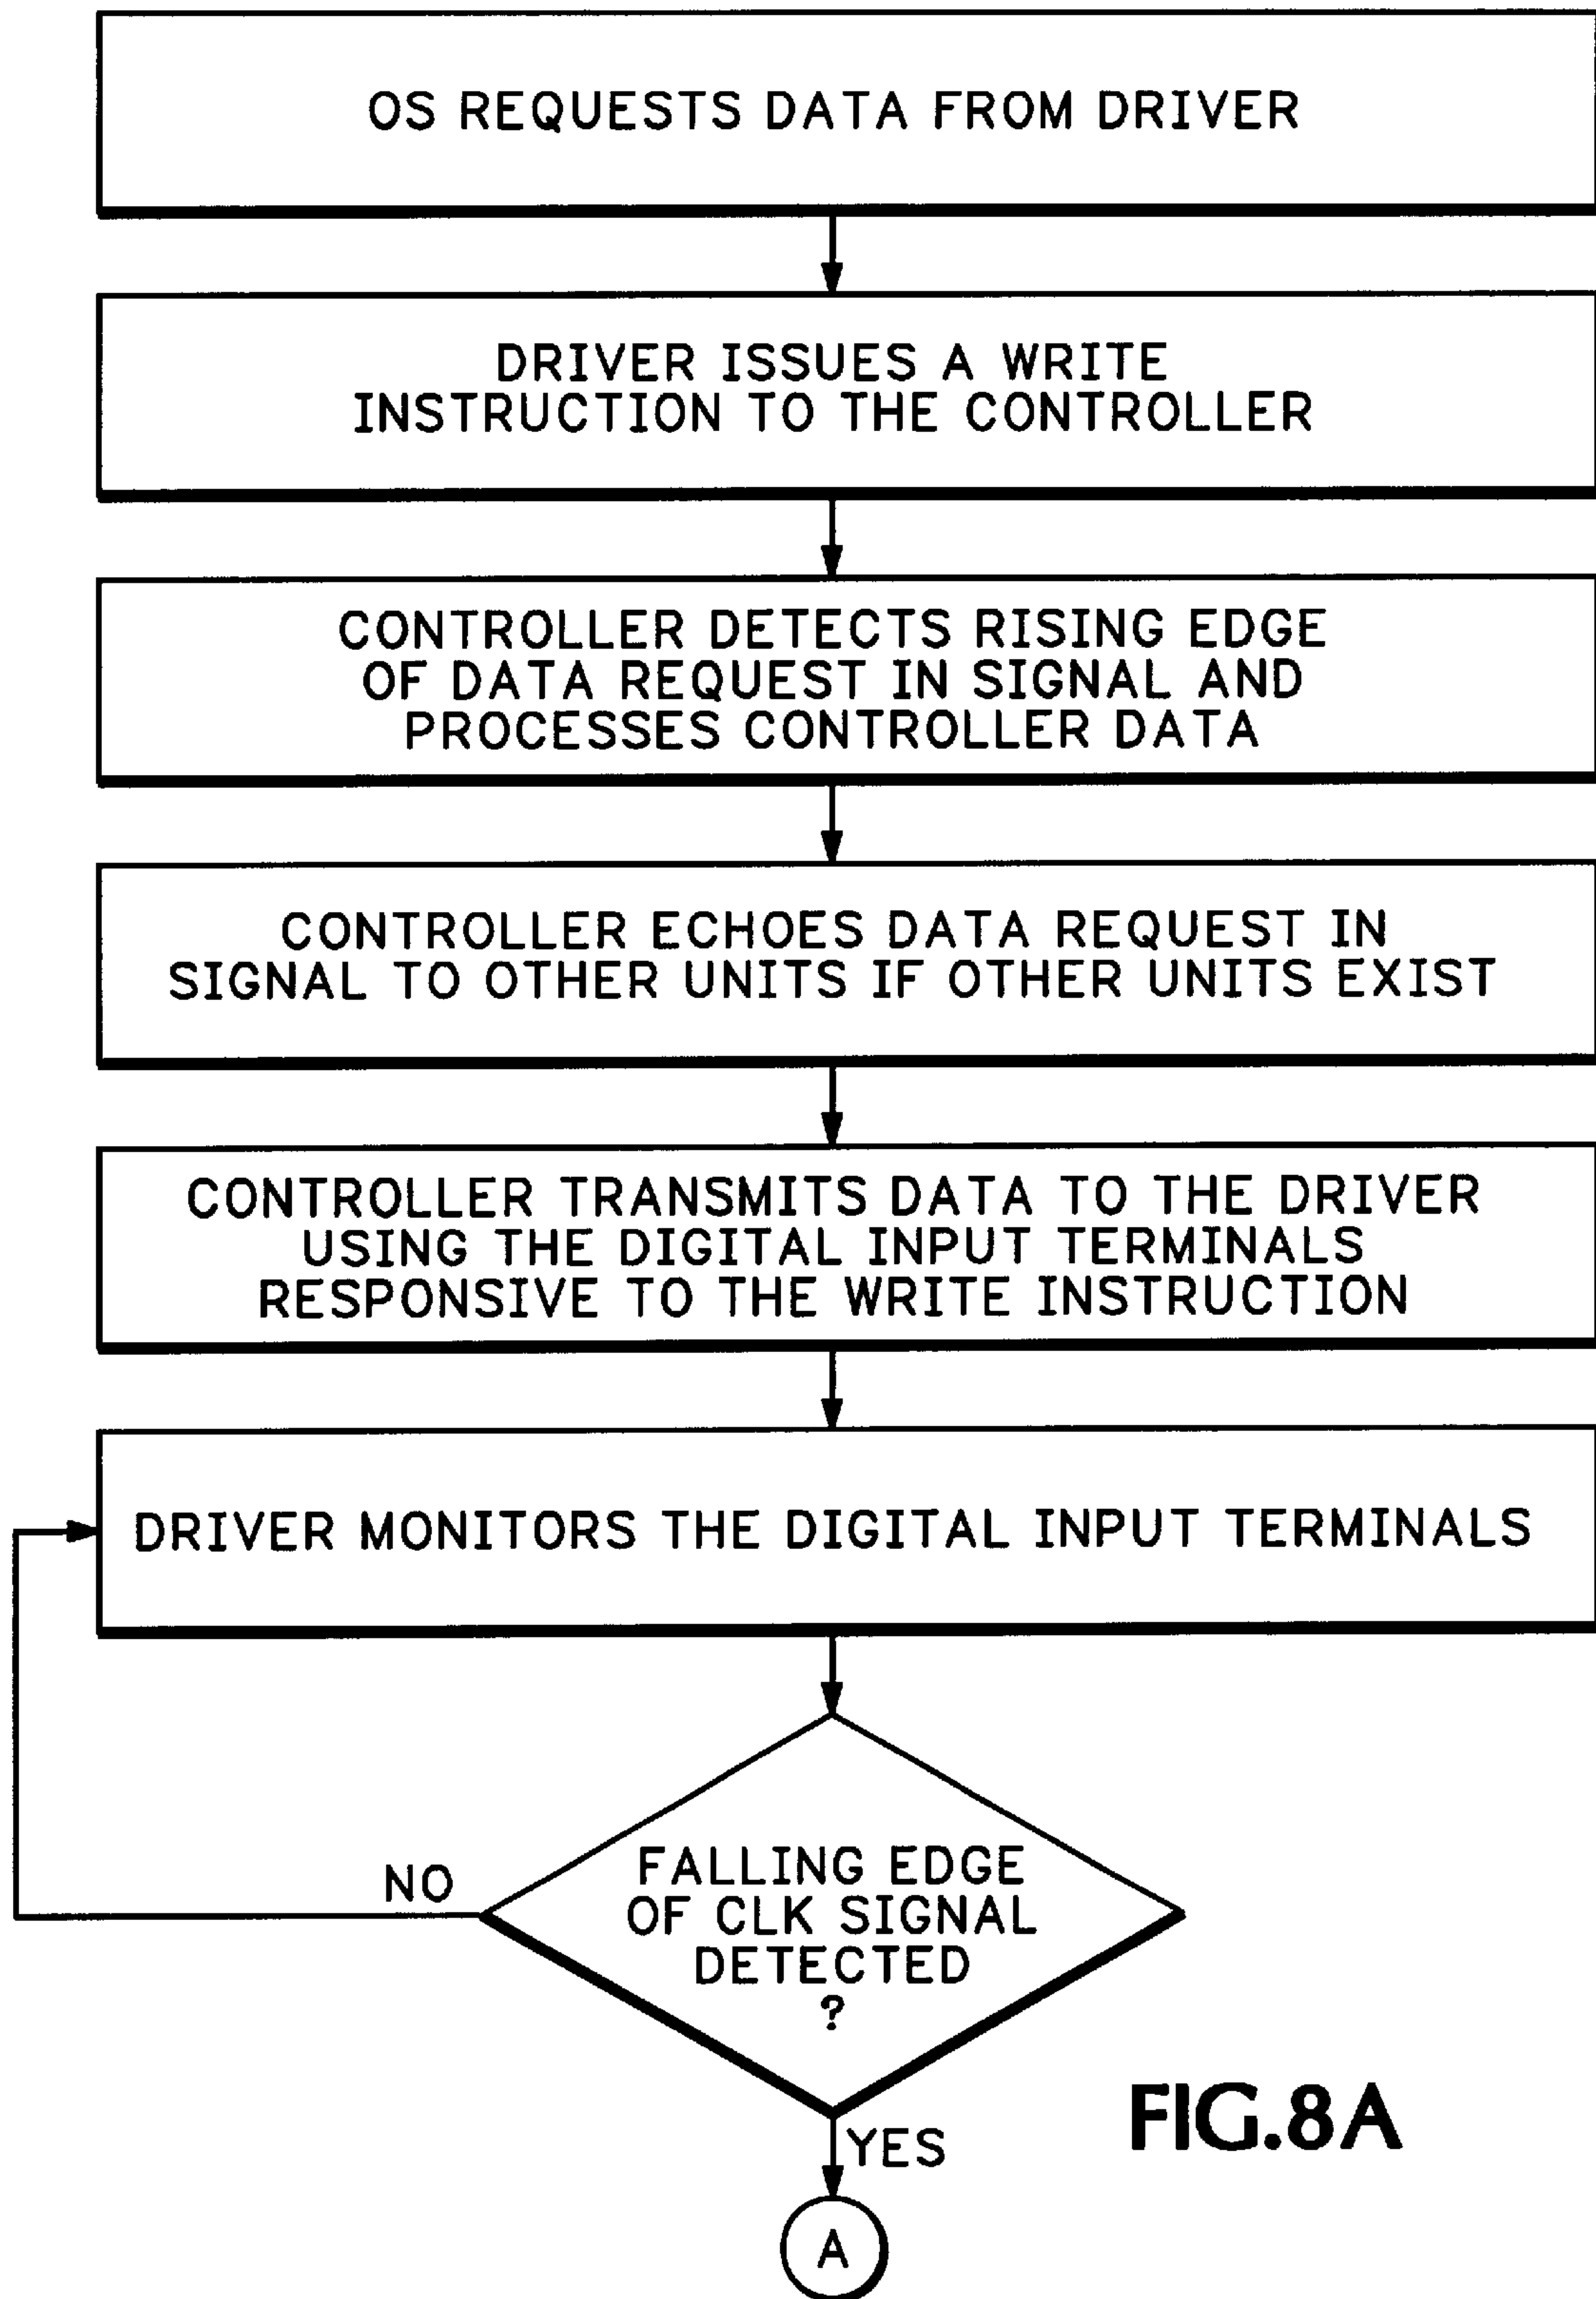 OS REQUESTS DATA FROM DRIVER
DRIVER ISSUES A WRITE
INSTRUCTION TO THE CONTROLLER
CONTROLLER DETECTS RISING EDGE
OF DATA REQUEST IN SIGNAL AND
PROCESSES CONTROLLER DATA
CONTROLLER ECHOES DATA REQUEST IN
SIGNAL TO OTHER UNITS IF OTHER UNITS EXIST
CONTROLLER TRANSMITS DATA TO THE DRIVER
USING THE DIGITAL INPUT TERMINALS
RESPONSIVE TO THE WRITE INSTRUCTION
DRIVER MONITORS THE DIGITAL INPUT TERMINALS
NO
FALLING EDGE
OF CLK SIGNAL
DETECTED
?
YES
FIG.8A
A